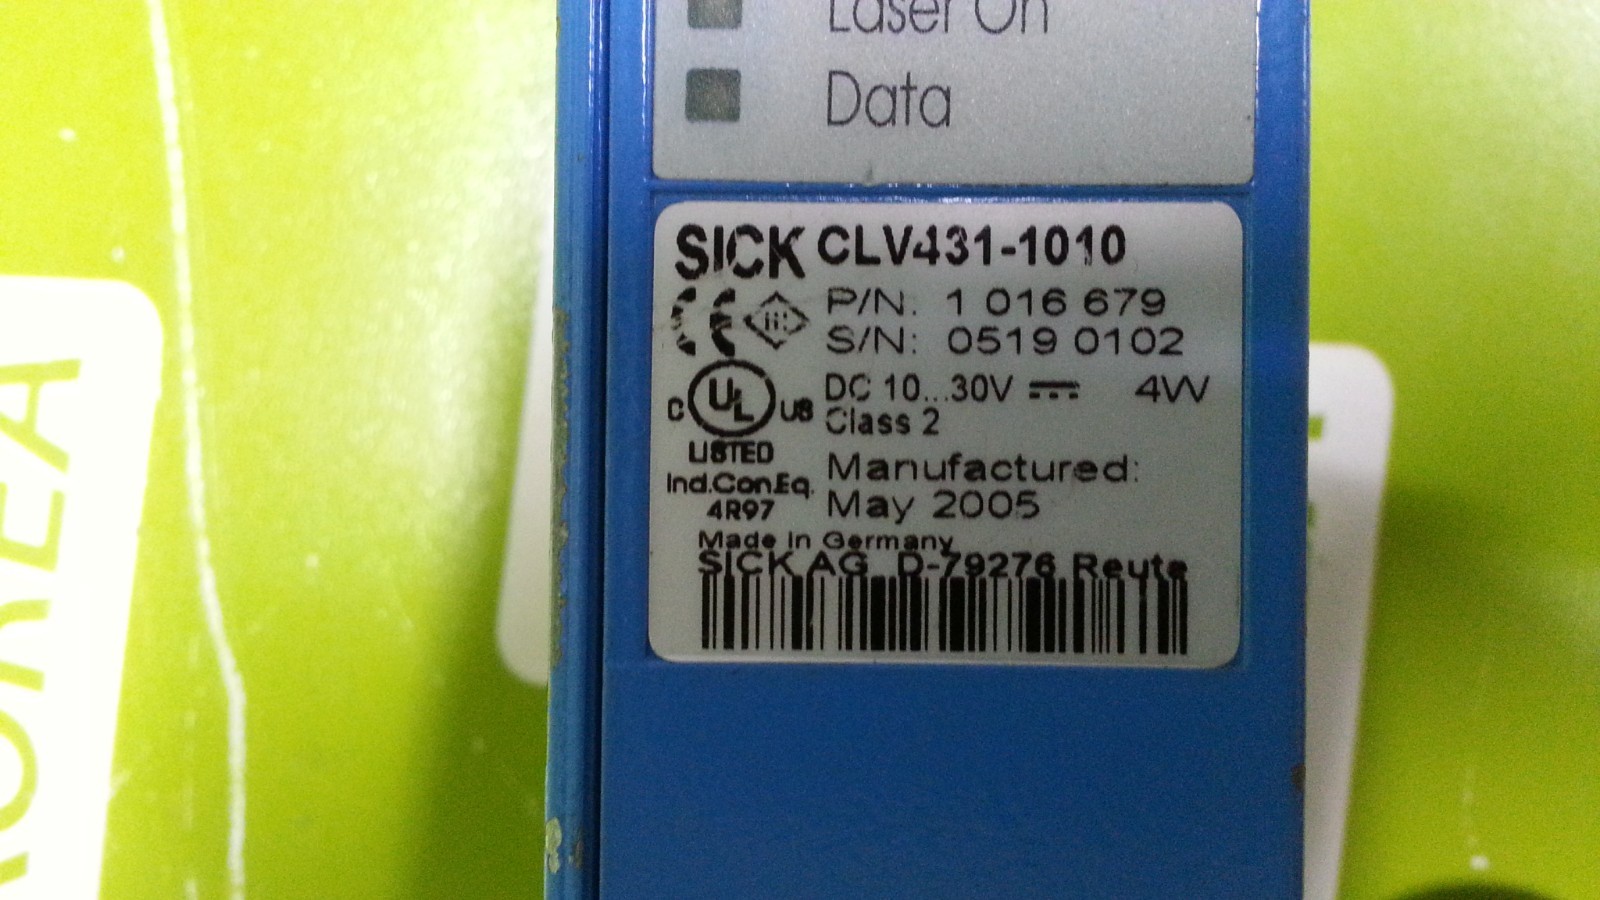 Laser On
Data
SICK CLV431-1010
P/N: 1 016 679
S/N: 0519 0102
DC 10...30V 4W
Class 2
C UL US
LISTED
Ind.Con.Eq.
4R97
Manufactured:
May 2005
Made in Germany
SICK AG D-79276 Reute
KOREA